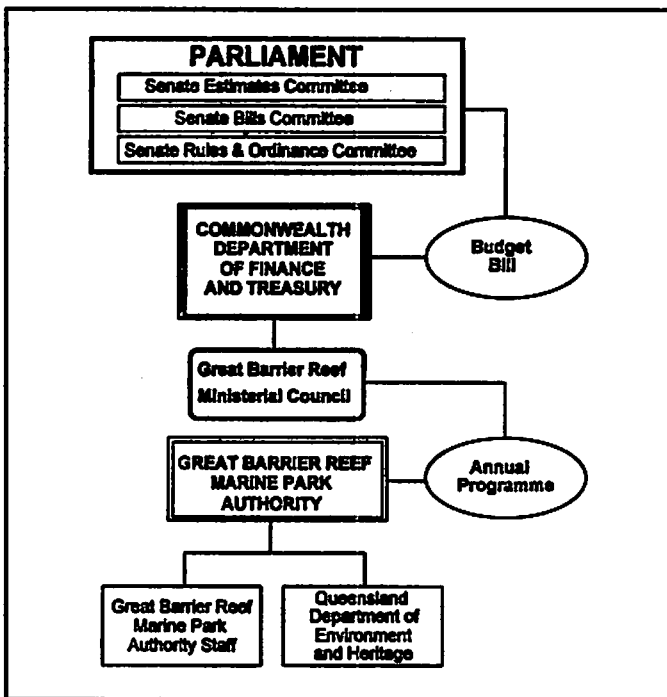 PARLIAMENT
Senate Estimates Committee
Senate Bills Committee
Senate Rules & Ordinance Committee
COMMONWEALTH
DEPARTMENT
OF FINANCE
AND TREASURY
Budget
Bill
Great Barrier Reef
Ministerial Council
GREAT BARRIER REEF
MARINE PARK
AUTHORITY
Annual
Programme
Great Barrier Reef
Marine Park
Authority Staff
Queensland
Department of
Environment
and Heritage